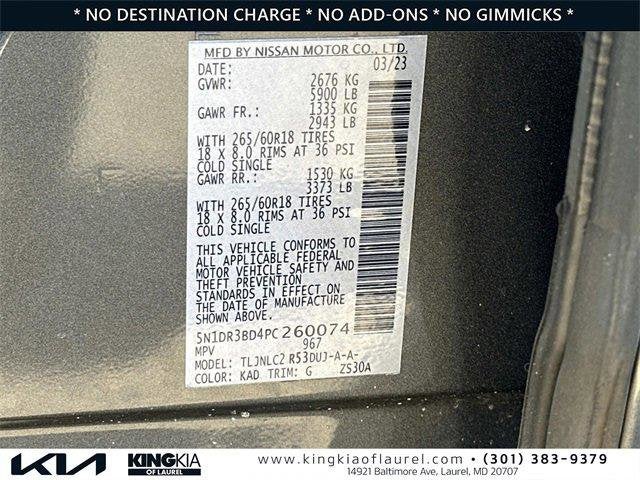 * NO DESTINATION CHARGE * NO ADD-ONS * NO GIMMICKS! *
MFD BY NISSAN MOTOR CO., LTD.
DATE: 03/23
GVWR: 2676 KG
5900 LB
GAWR FR.: 1335 KG
2943 LB
WITH 265/60R18 TIRES
18 X 8.0 RIMS AT 36 PSI
COLD SINGLE
GAWR RR.: 1530 KG
3373 LB
WITH 265/60R18 TIRES
18 X 8.0 RIMS AT 36 PSI
COLD SINGLE
THIS VEHICLE CONFORMS TO
ALL APPLICABLE FEDERAL
MOTOR VEHICLE SAFETY AND
THEFT PREVENTION
STANDARDS IN EFFECT ON
THE DATE OF MANUFACTURE
SHOWN ABOVE.
5N1DR3BD4PC260074
MPV 967
MODEL: TLJNLC2 R53DUJ-A-A-
COLOR: KAD TRIM: G ZS30A
KIA KING KIA OF LAUREL
www.kingkiaoflaurel.com • (301) 383-9379
14921 Baltimore Ave, Laurel, MD 20707